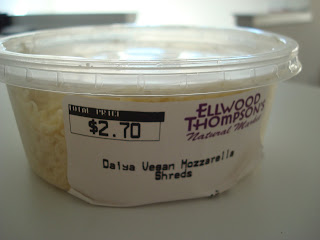 TOTAL PRICE
$2.70
ELLWOOD
THOMPSON'S
Natural Market
Daiya Vegan Mozzarella
Shreds